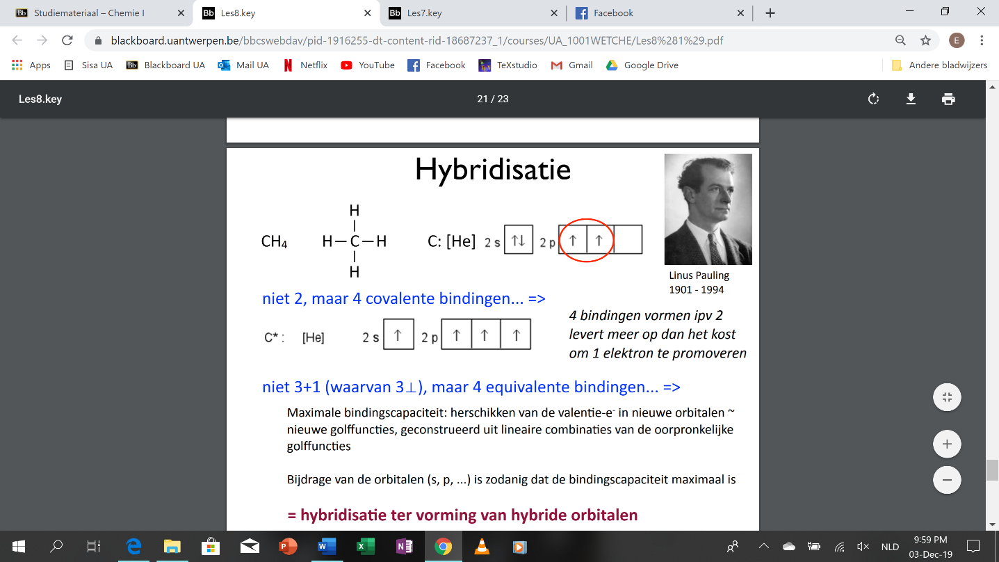 Studiemateriaal – Chemie I
Les8.key
Les7.key
Facebook
blackboard.uantwerpen.be/bbcswebdav/pid-1916255-dt-content-rid-18687237_1/courses/UA_1001WETCHE/Les8%281%29.pdf
E
Apps Sisa UA Blackboard UA Mail UA Netflix YouTube Facebook TeXstudio Gmail Google Drive Andere bladwijzers
Les8.key 21 / 23
Hybridisatie
H
CH₄ H—C—H C: [He] 2 s ↑↓ 2 p ↑ ↑
H
Linus Pauling
1901 - 1994
niet 2, maar 4 covalente bindingen... =>
C* : [He] 2 s ↑ 2 p ↑ ↑ ↑
4 bindingen vormen ipv 2
levert meer op dan het kost
om 1 elektron te promoveren
niet 3+1 (waarvan 3⊥), maar 4 equivalente bindingen... =>
Maximale bindingscapaciteit: herschikken van de valentie-e⁻ in nieuwe orbitalen ~
nieuwe golffuncties, geconstrueerd uit lineaire combinaties van de oorpronkelijke
golffuncties
Bijdrage van de orbitalen (s, p, ...) is zodanig dat de bindingscapaciteit maximaal is
= hybridisatie ter vorming van hybride orbitalen
NLD
9:59 PM
03-Dec-19